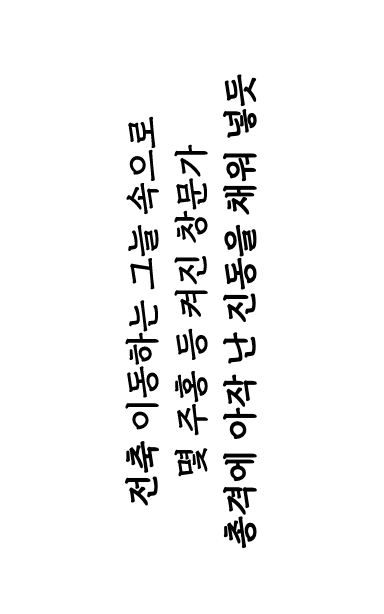 전축 이동하는 그늘 속으로
몇 주홍 등 켜진 창문가
충격에 아작 난 진동을 채워 넣듯